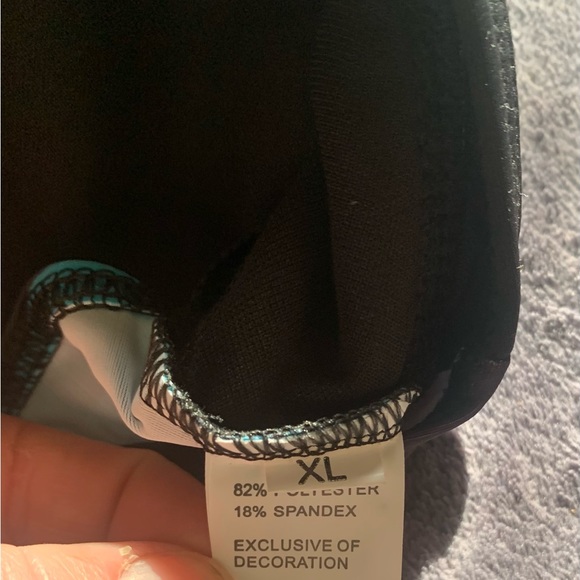 XL
82% POLYESTER
18% SPANDEX
EXCLUSIVE OF
DECORATION